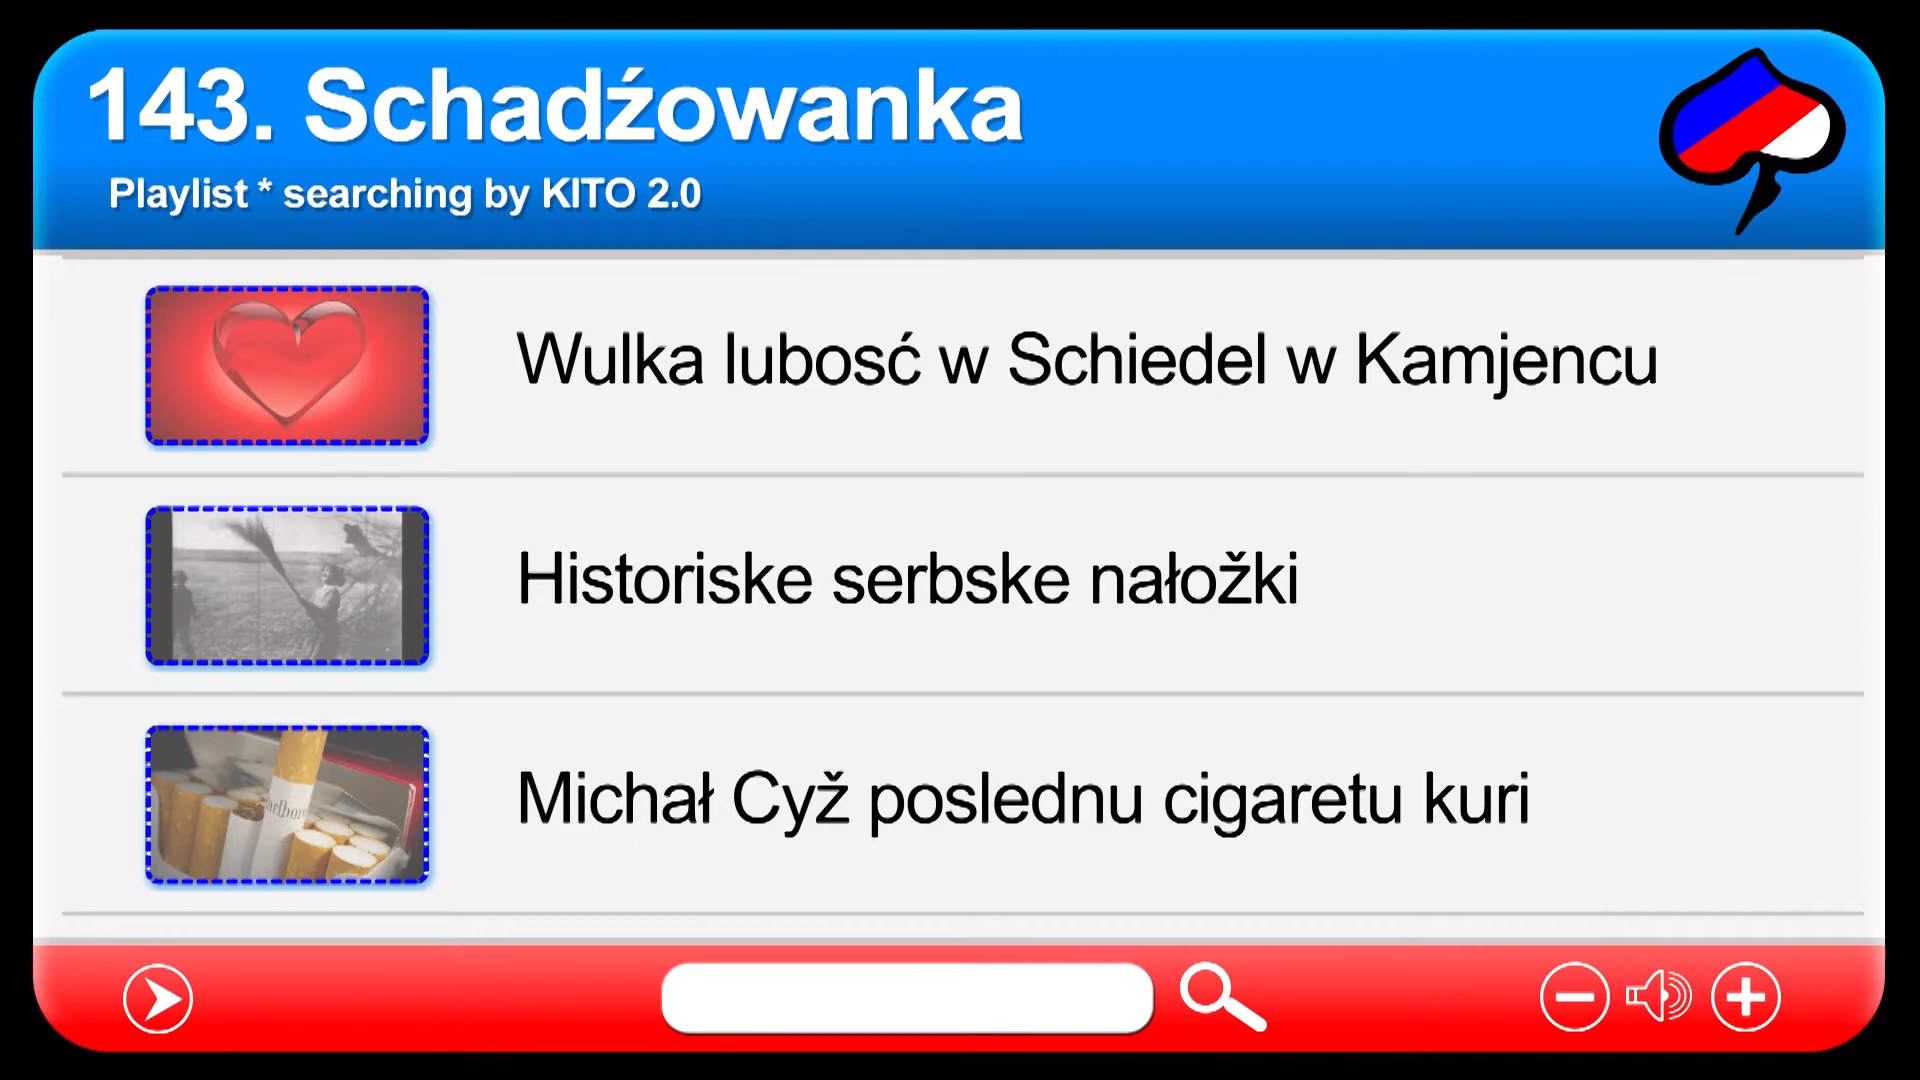 143. Schadźowanka
Playlist * searching by KITO 2.0
Wulka lubosć w Schiedel w Kamjencu
Historiske serbske nałožki
Michał Cyž poslednu cigaretu kuri